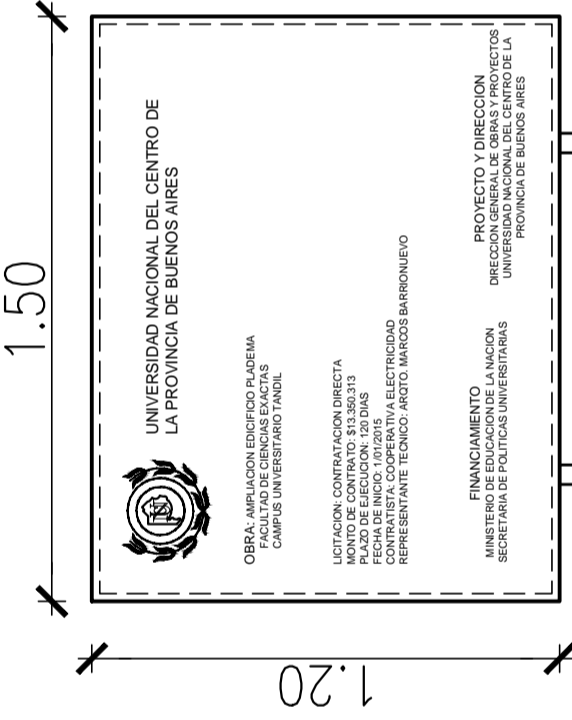 1.50
1.20
UNIVERSIDAD NACIONAL DEL CENTRO DE
LA PROVINCIA DE BUENOS AIRES
OBRA: AMPLIACION EDICIFICIO PLADEMA
FACULTAD DE CIENCIAS EXACTAS
CAMPUS UNIVERSITARIO TANDIL
LICITACION: CONTRATACION DIRECTA
MONTO DE CONTRATO: $13.350.313
PLAZO DE EJECUCION: 120 DIAS
FECHA DE INICIO: 1/01/2015
CONTRATISTA: COOPERATIVA ELECTRICIDAD
REPRESENTANTE TECNICO: ARQTO. MARCOS BARRIONUEVO
FINANCIAMIENTO
MINISTERIO DE EDUCACION DE LA NACION
SECRETARIA DE POLITICAS UNIVERSITARIAS
PROYECTO Y DIRECCION
DIRECCION GENERAL DE OBRAS Y PROYECTOS
UNIVERSIDAD NACIONAL DEL CENTRO DE LA
PROVINCIA DE BUENOS AIRES